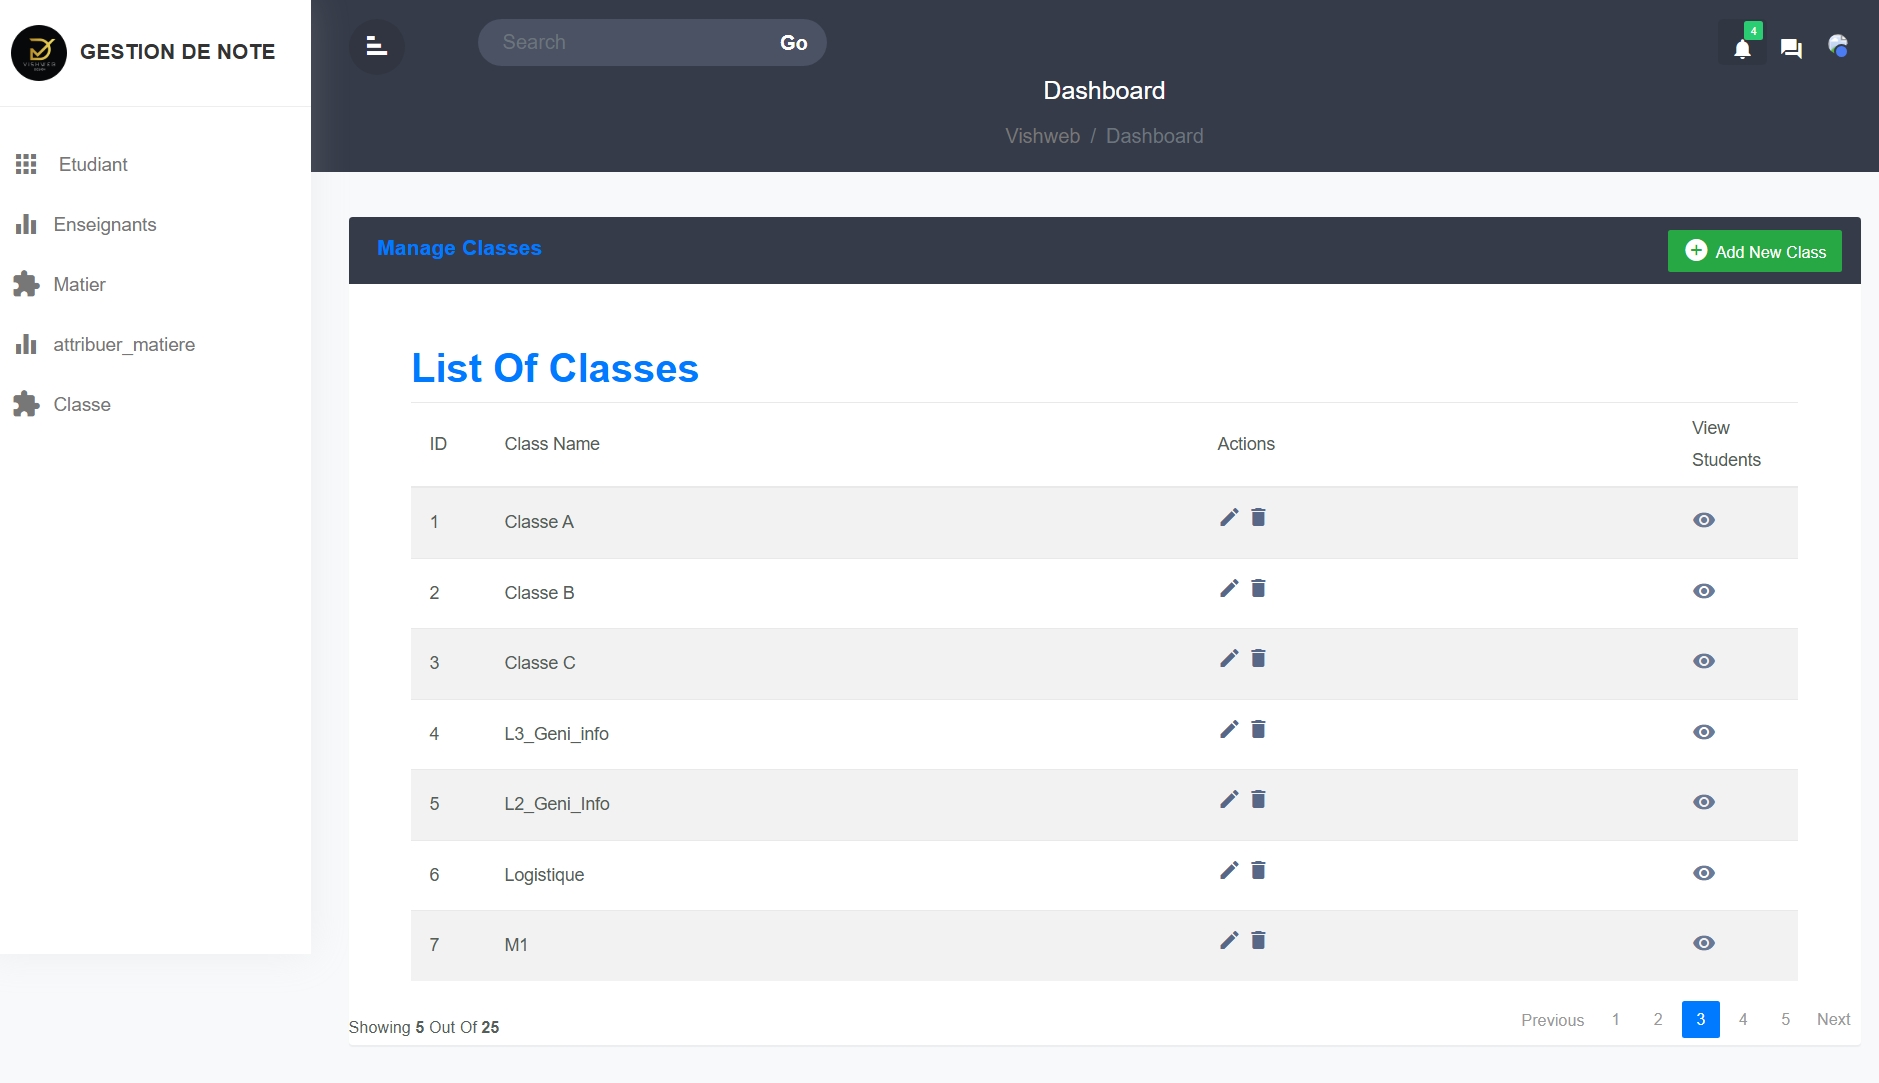 GESTION DE NOTE
Search
Go
4
Dashboard
Vishweb / Dashboard
Etudiant
Enseignants
Matier
attribuer_matiere
Classe
Manage Classes
Add New Class
List Of Classes
ID Class Name Actions View Students
1 Classe A
2 Classe B
3 Classe C
4 L3_Geni_info
5 L2_Geni_Info
6 Logistique
7 M1
Showing 5 Out Of 25
Previous 1 2 3 4 5 Next